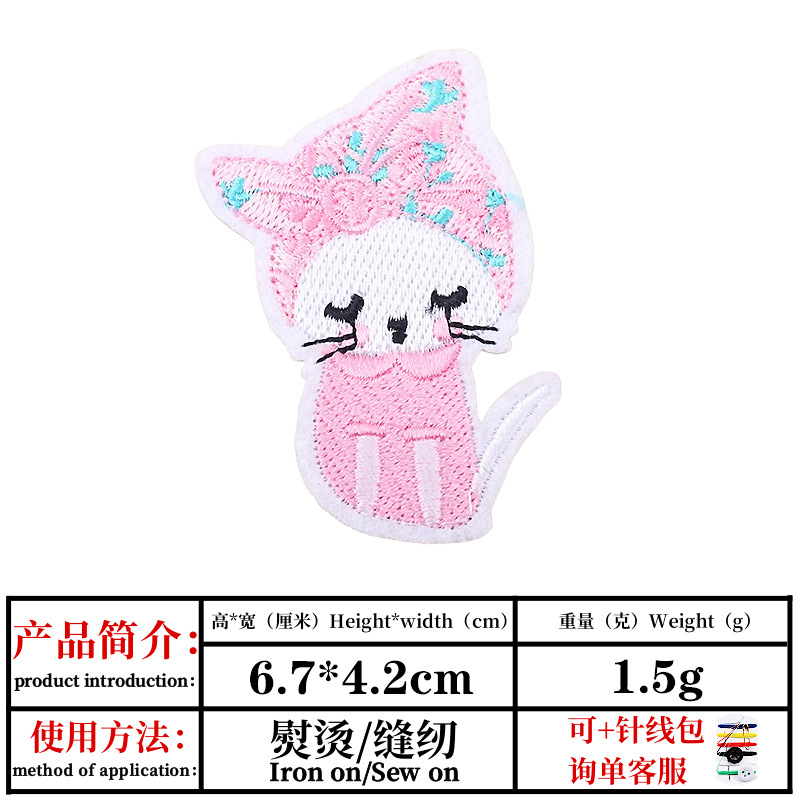 产品简介：
product introduction：
高*宽（厘米）Height*width（cm）
重量（克）Weight（g）
6.7*4.2cm
1.5g
使用方法：
method of application：
熨烫/缝纫
Iron on/Sew on
可+针线包
询单客服